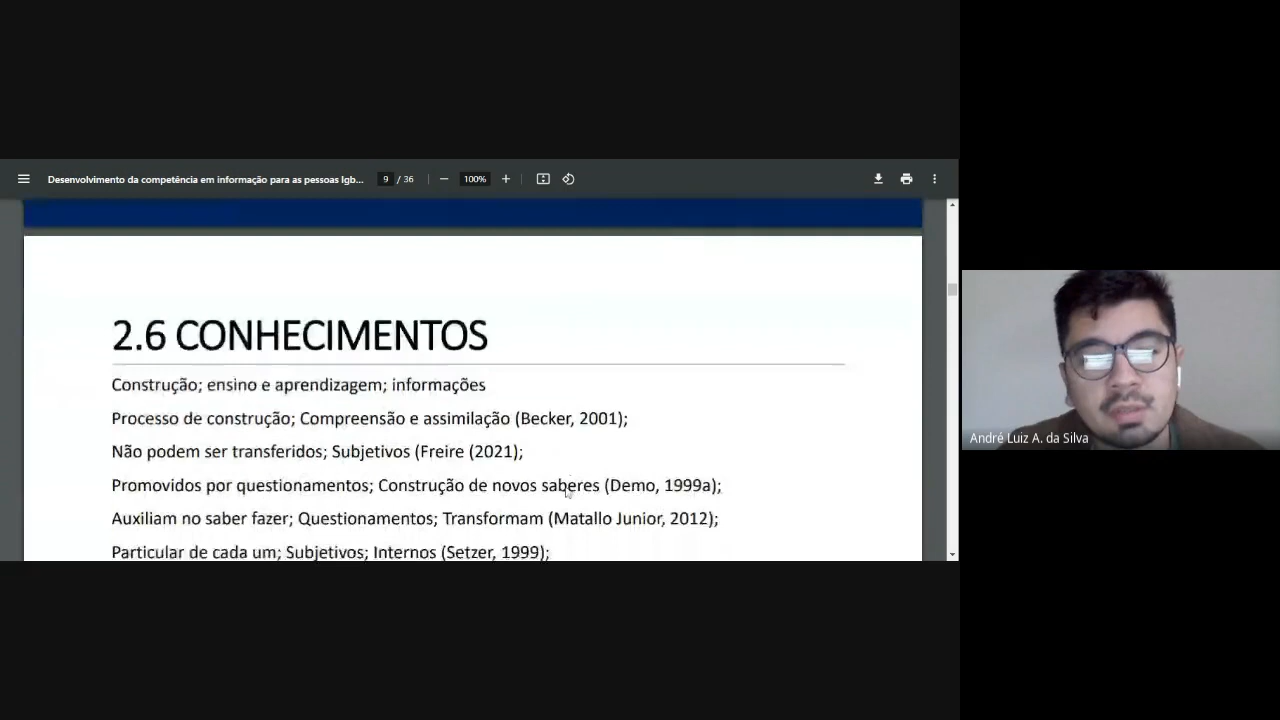 Desenvolvimento da competência em informação para as pessoas lgb...
9 / 36
100%
2.6 CONHECIMENTOS
Construção; ensino e aprendizagem; informações
Processo de construção; Compreensão e assimilação (Becker, 2001);
Não podem ser transferidos; Subjetivos (Freire (2021);
Promovidos por questionamentos; Construção de novos saberes (Demo, 1999a);
Auxiliam no saber fazer; Questionamentos; Transformam (Matallo Junior, 2012);
Particular de cada um; Subjetivos; Internos (Setzer, 1999);
André Luiz A. da Silva